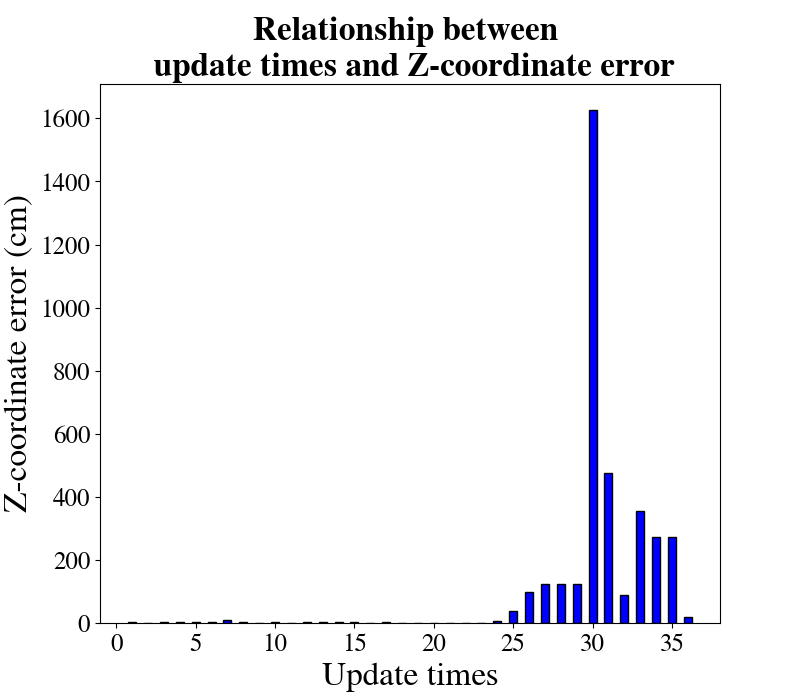 Relationship between
update times and Z-coordinate error
Z-coordinate error (cm)
1600
1400
1200
1000
800
600
400
200
0
0 5 10 15 20 25 30 35
Update times